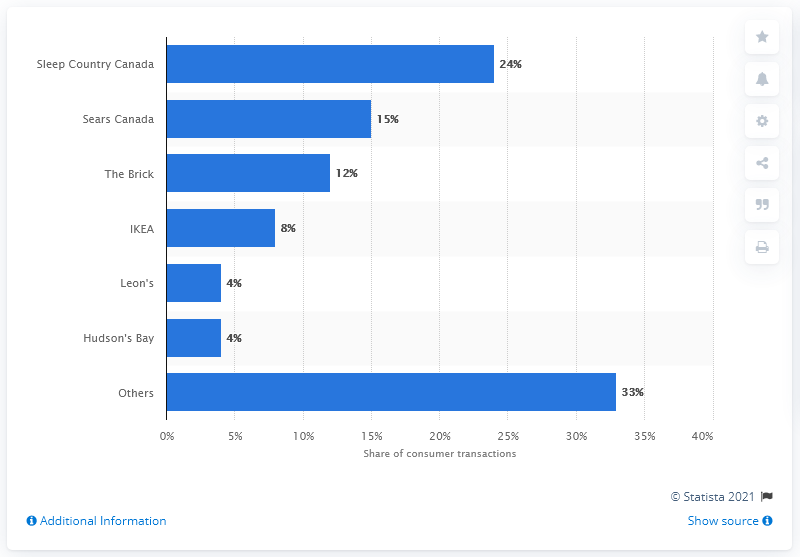 Sleep Country Canada 24%
Sears Canada 15%
The Brick 12%
IKEA 8%
Leon's 4%
Hudson's Bay 4%
Others 33%
0% 5% 10% 15% 20% 25% 30% 35% 40%
Share of consumer transactions
© Statista 2021
Additional Information Show source